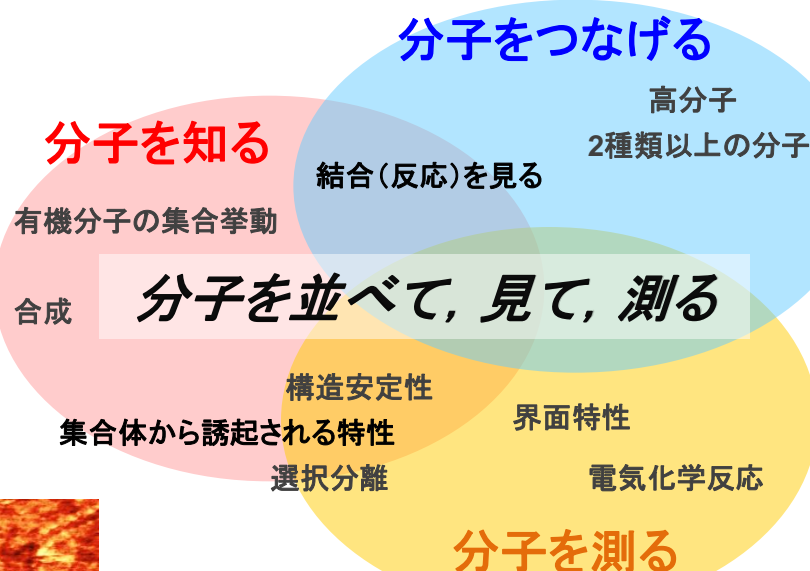 分子をつなげる
高分子
2種類以上の分子
分子を知る
結合（反応）を見る
有機分子の集合挙動
合成
分子を並べて, 見て, 測る
構造安定性
集合体から誘起される特性
界面特性
選択分離
電気化学反応
分子を測る